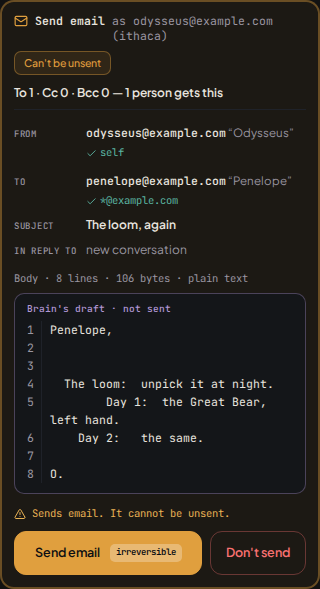 Send email as odysseus@example.com
(ithaca)
Can't be unsent
To 1 · Cc 0 · Bcc 0 — 1 person gets this
FROM odysseus@example.com “Odysseus”
✓ self
TO penelope@example.com “Penelope”
✓ *@example.com
SUBJECT The loom, again
IN REPLY TO new conversation
Body · 8 lines · 106 bytes · plain text
Brain's draft · not sent
1 Penelope,
2
3
4   The loom:  unpick it at night.
5         Day 1:  the Great Bear,
left hand.
6     Day 2:   the same.
7
8 O.
Sends email. It cannot be unsent.
Send email irreversible Don't send